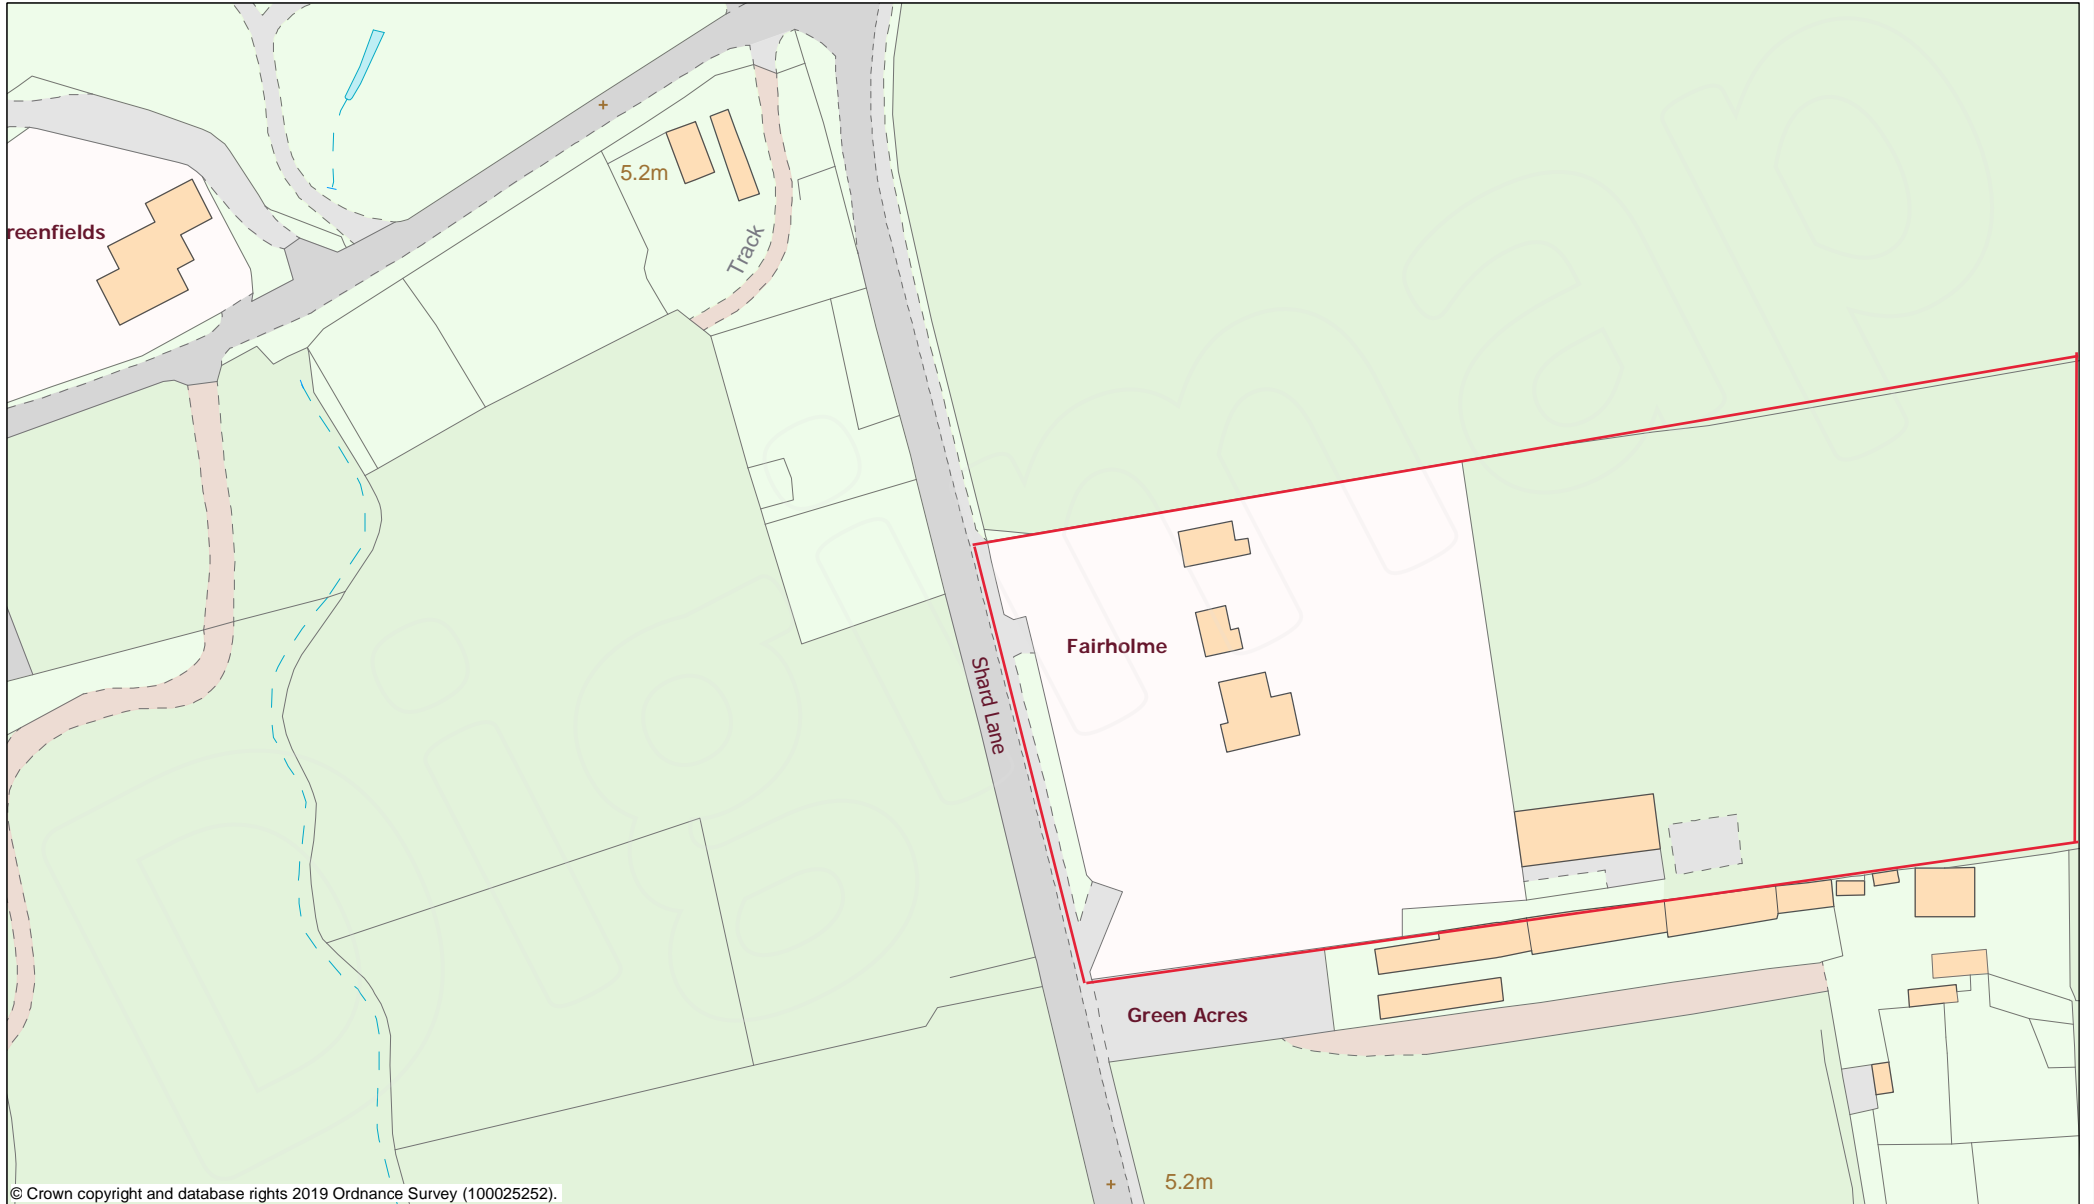 5.2m
reenfields
Track
Fairholme
Shard Lane
Green Acres
5.2m
© Crown copyright and database rights 2019 Ordnance Survey (100025252).